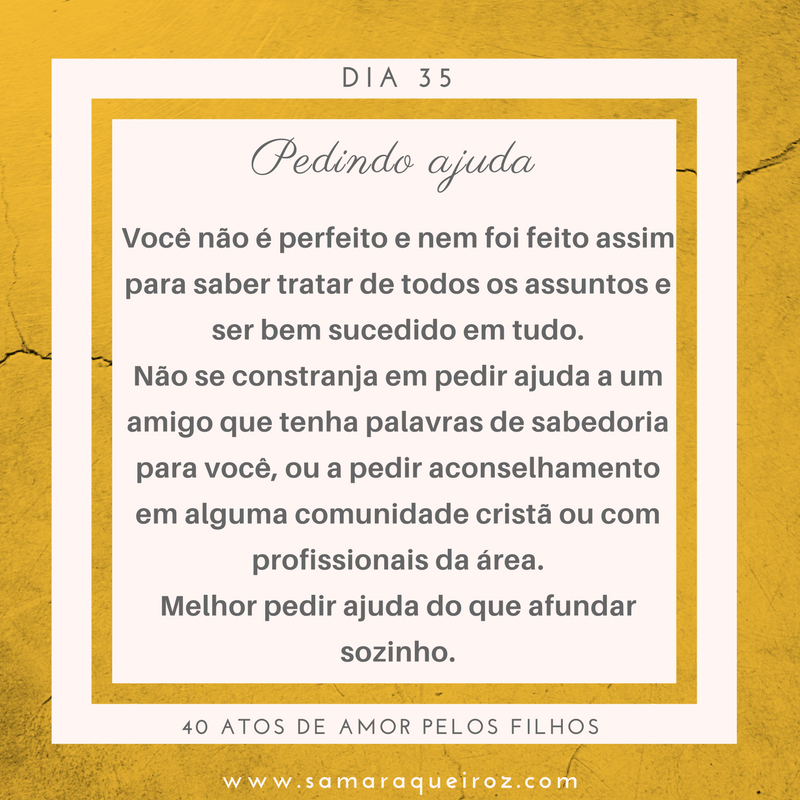 DIA 35
Pedindo ajuda
Você não é perfeito e nem foi feito assim
para saber tratar de todos os assuntos e
ser bem sucedido em tudo.
Não se constranja em pedir ajuda a um
amigo que tenha palavras de sabedoria
para você, ou a pedir aconselhamento
em alguma comunidade cristã ou com
profissionais da área.
Melhor pedir ajuda do que afundar
sozinho.
40 ATOS DE AMOR PELOS FILHOS
www.samaraqueiroz.com